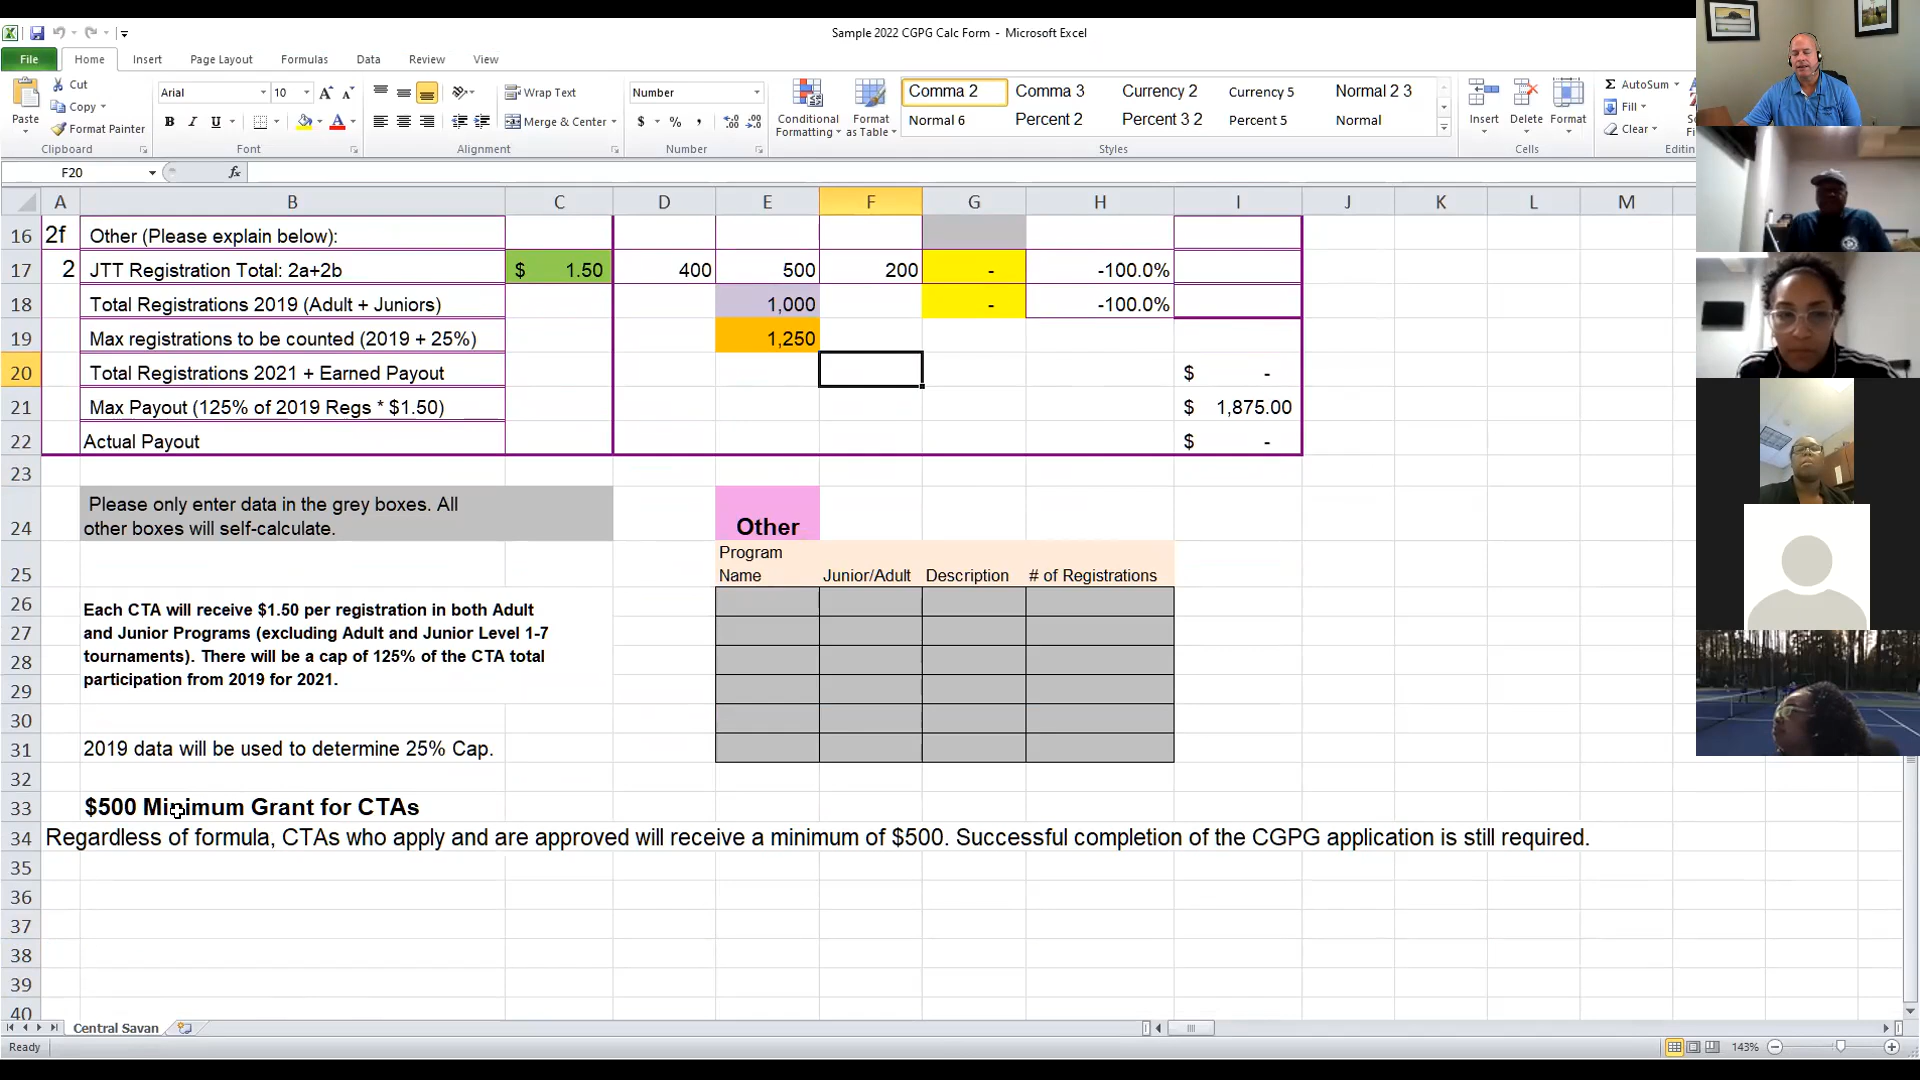 Sample 2022 CGPG Calc Form - Microsoft Excel
File Home Insert Page Layout Formulas Data Review View
Cut
Copy
Format Painter
Paste
Clipboard
Arial 10
B I U
Font
Wrap Text
Merge & Center
Alignment
Number
$ % ,
Number
Conditional Formatting
Format as Table
Comma 2 Comma 3 Currency 2 Currency 5 Normal 2 3
Normal 6 Percent 2 Percent 3 2 Percent 5 Normal
Styles
Insert Delete Format
Cells
AutoSum
Fill
Clear
Editin
F20 fx
A B C D E F G H I J K L M
16 2f Other (Please explain below):
17 2 JTT Registration Total: 2a+2b $ 1.50 400 500 200 - -100.0%
18 Total Registrations 2019 (Adult + Juniors) 1,000 - -100.0%
19 Max registrations to be counted (2019 + 25%) 1,250
20 Total Registrations 2021 + Earned Payout $ -
21 Max Payout (125% of 2019 Regs * $1.50) $ 1,875.00
22 Actual Payout $ -
23
24 Please only enter data in the grey boxes. All
other boxes will self-calculate.
Other
25 Program
Name Junior/Adult Description # of Registrations
26 Each CTA will receive $1.50 per registration in both Adult
27 and Junior Programs (excluding Adult and Junior Level 1-7
28 tournaments). There will be a cap of 125% of the CTA total
29 participation from 2019 for 2021.
30
31 2019 data will be used to determine 25% Cap.
32
33 $500 Minimum Grant for CTAs
34 Regardless of formula, CTAs who apply and are approved will receive a minimum of $500. Successful completion of the CGPG application is still required.
35
36
37
38
39
40
Central Savan
Ready 143%